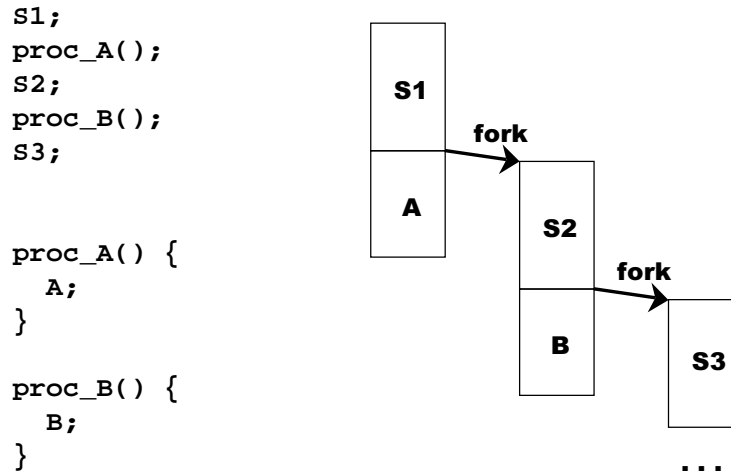 S1;
proc_A();
S2;
proc_B();
S3;
proc_A() {
A;
}
proc_B() {
B;
}
S1
fork
A
S2
fork
B
S3
...